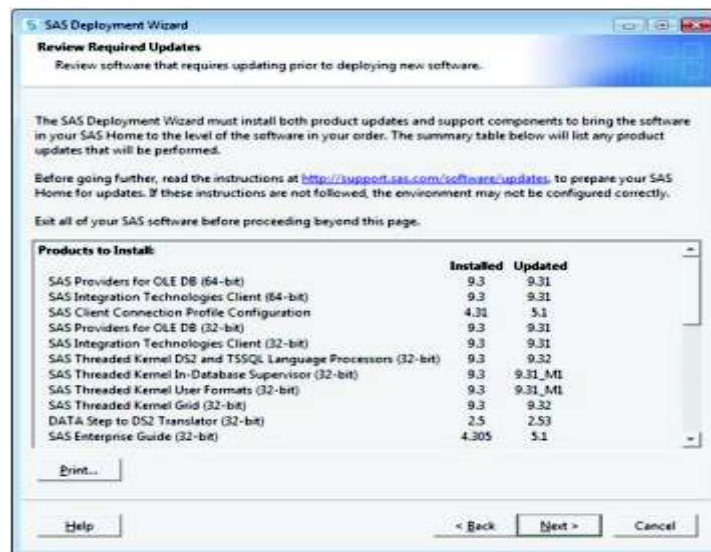 SAS Deployment Wizard
Review Required Updates
Review software that requires updating prior to deploying new software.
The SAS Deployment Wizard must install both product updates and support components to bring the software
in your SAS Home to the level of the software in your order. The summary table below will list any product
updates that will be performed.
Before going further, read the instructions at http://support.sas.com/software/updates, to prepare your SAS
Home for updates. If these instructions are not followed, the environment may not be configured correctly.
Exit all of your SAS software before proceeding beyond this page.
Products to Install:
Installed Updated
SAS Providers for OLE DB (64-bit) 9.3 9.31
SAS Integration Technologies Client (64-bit) 9.3 9.31
SAS Client Connection Profile Configuration 4.31 5.1
SAS Providers for OLE DB (32-bit) 9.3 9.31
SAS Integration Technologies Client (32-bit) 9.3 9.31
SAS Threaded Kernel DS2 and TSSQL Language Processors (32-bit) 9.3 9.32
SAS Threaded Kernel In-Database Supervisor (32-bit) 9.3 9.31_M1
SAS Threaded Kernel User Formats (32-bit) 9.3 9.31_M1
SAS Threaded Kernel Grid (32-bit) 9.3 9.32
DATA Step to DS2 Translator (32-bit) 2.5 2.53
SAS Enterprise Guide (32-bit) 4.305 5.1
Print...
Help < Back Next > Cancel